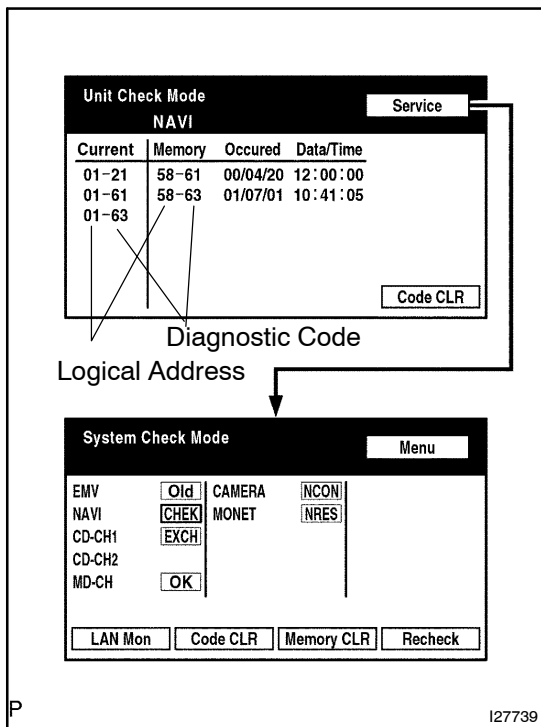 Unit Check Mode
Service
NAVI
Current Memory Occured Data/Time
01-21 58-61 00/04/20 12:00:00
01-61 58-63 01/07/01 10:41:05
01-63
Code CLR
Diagnostic Code
Logical Address
System Check Mode
Menu
EMV Old CAMERA NCON
NAVI CHEK MONET NRES
CD-CH1 EXCH
CD-CH2
MD-CH OK
LAN Mon Code CLR Memory CLR Recheck
P
I27739